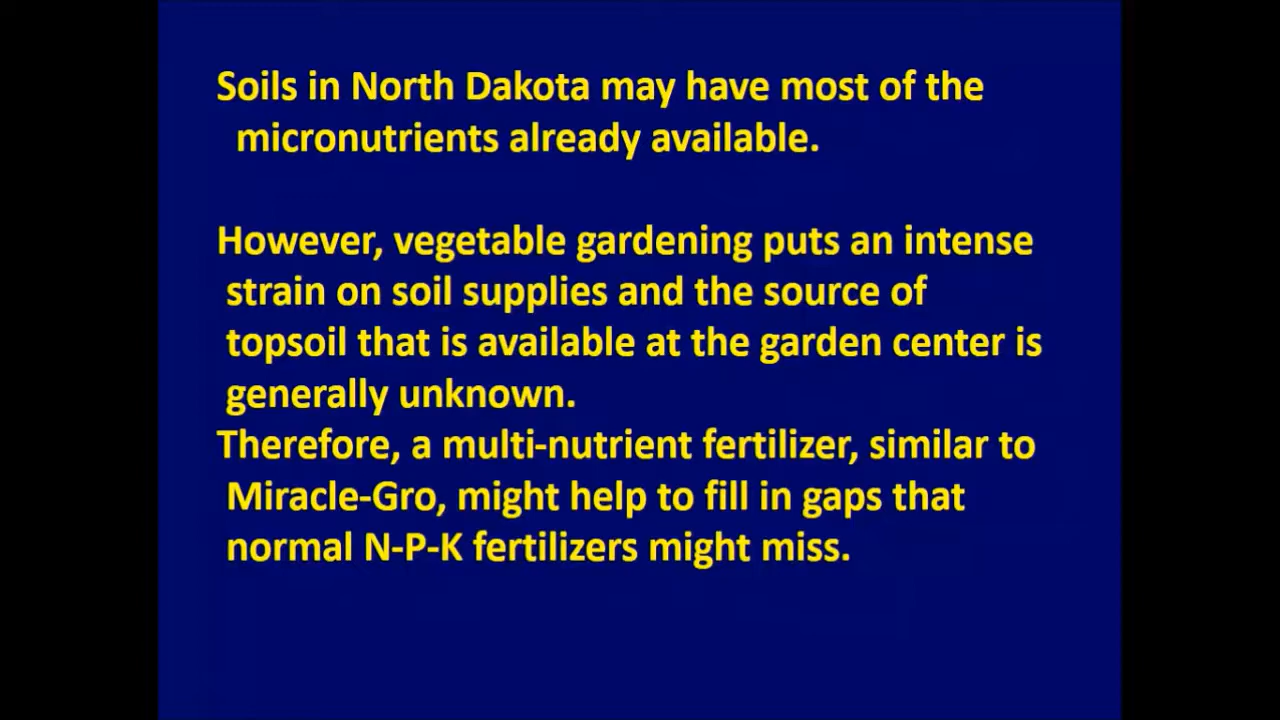 Soils in North Dakota may have most of the
micronutrients already available.
However, vegetable gardening puts an intense
strain on soil supplies and the source of
topsoil that is available at the garden center is
generally unknown.
Therefore, a multi-nutrient fertilizer, similar to
Miracle-Gro, might help to fill in gaps that
normal N-P-K fertilizers might miss.